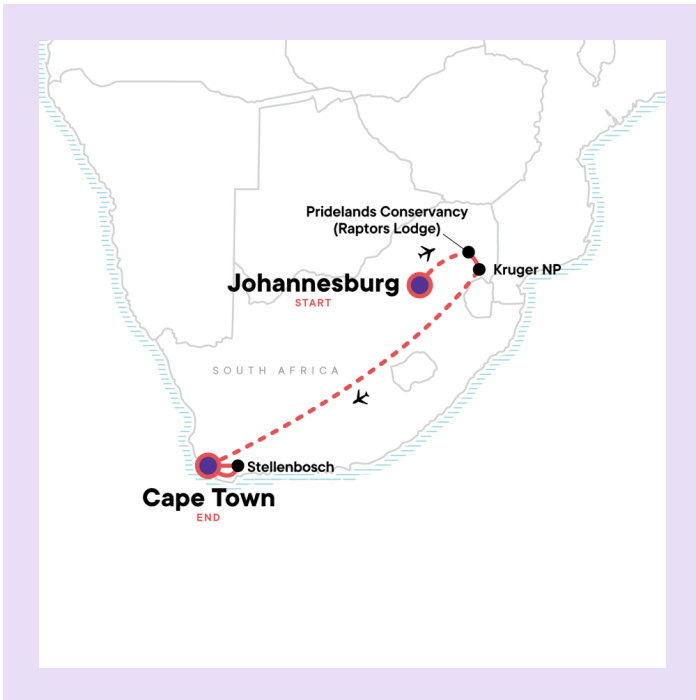 Pridelands Conservancy
(Raptors Lodge)
Kruger NP
Johannesburg
START
SOUTH AFRICA
Stellenbosch
Cape Town
END